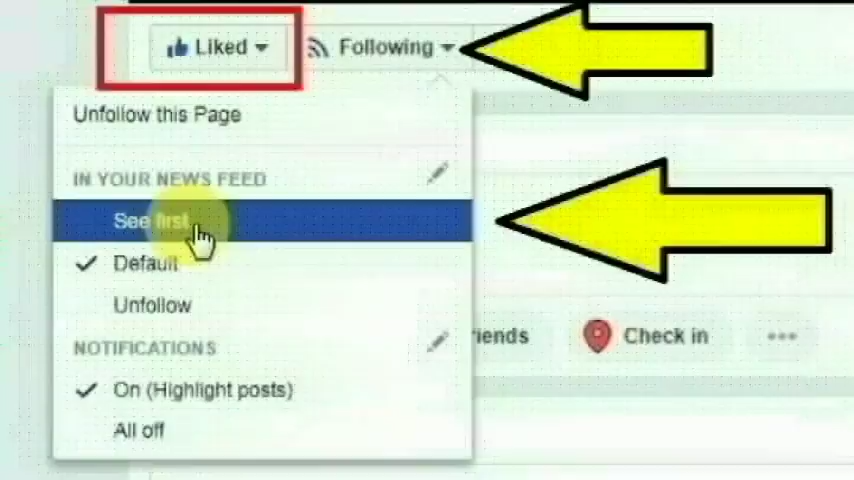 Liked Following
Unfollow this Page
IN YOUR NEWS FEED
See first
Default
Unfollow
riends Check in
NOTIFICATIONS
On (Highlight posts)
All off